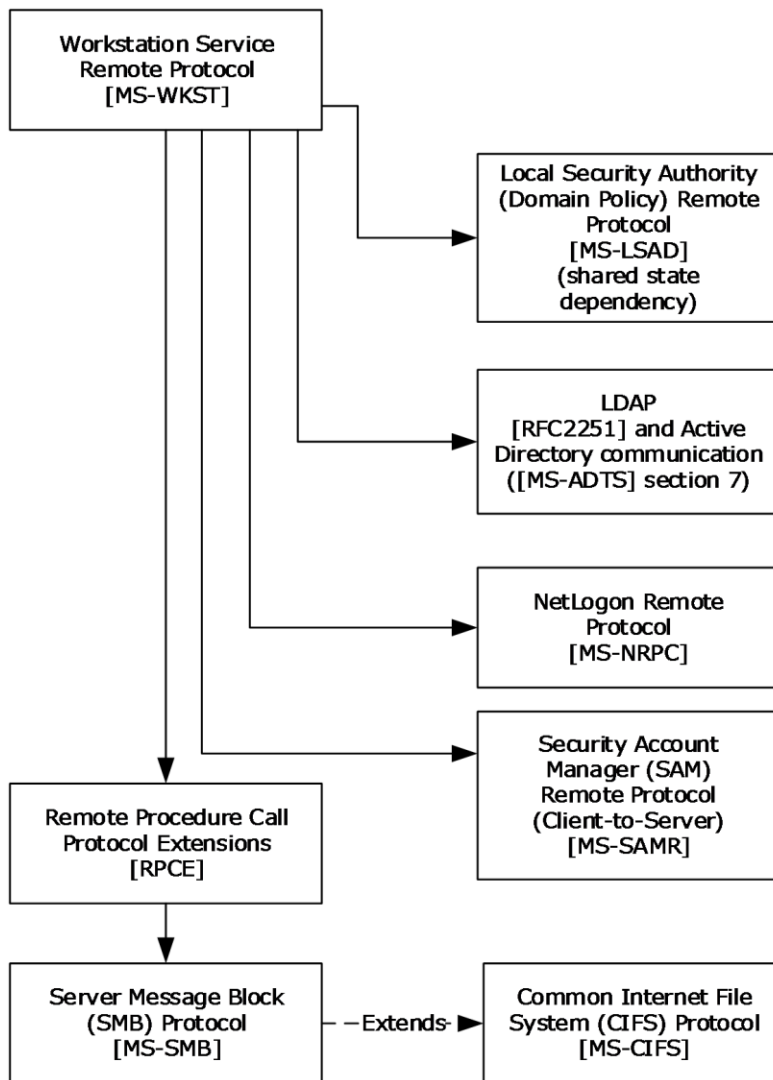 Workstation Service
Remote Protocol
[MS-WKST]
Local Security Authority
(Domain Policy) Remote
Protocol
[MS-LSAD]
(shared state
dependency)
LDAP
[RFC2251] and Active
Directory communication
([MS-ADTS] section 7)
NetLogon Remote
Protocol
[MS-NRPC]
Security Account
Manager (SAM)
Remote Protocol
(Client-to-Server)
[MS-SAMR]
Remote Procedure Call
Protocol Extensions
[RPCE]
Server Message Block
(SMB) Protocol
[MS-SMB]
Extends
Common Internet File
System (CIFS) Protocol
[MS-CIFS]